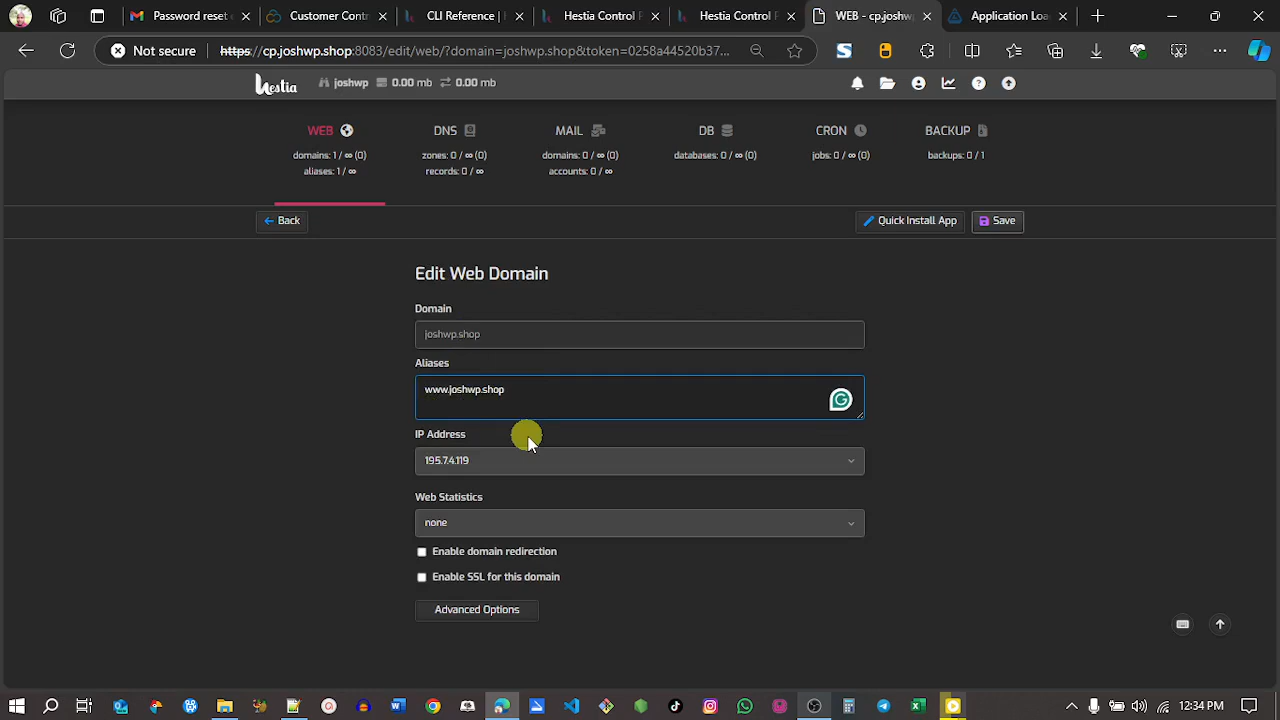 Password reset
Customer Cont
CLI Reference | H
Hestia Control P
Hestia Control P
WEB - cp.joshw
Application Loa
Not secure
https://cp.joshwp.shop:8083/edit/web/?domain=joshwp.shop&token=0258a44520b37...
hestia
joshwp 0.00 mb 0.00 mb
WEB
domains: 1 / ∞ (0)
aliases: 1 / ∞
DNS
zones: 0 / ∞ (0)
records: 0 / ∞
MAIL
domains: 0 / ∞ (0)
accounts: 0 / ∞
DB
databases: 0 / ∞ (0)
CRON
jobs: 0 / ∞ (0)
BACKUP
backups: 0 / 1
Back
Quick Install App
Save
Edit Web Domain
Domain
joshwp.shop
Aliases
www.joshwp.shop
IP Address
195.7.4.119
Web Statistics
none
Enable domain redirection
Enable SSL for this domain
Advanced Options
2:34 PM